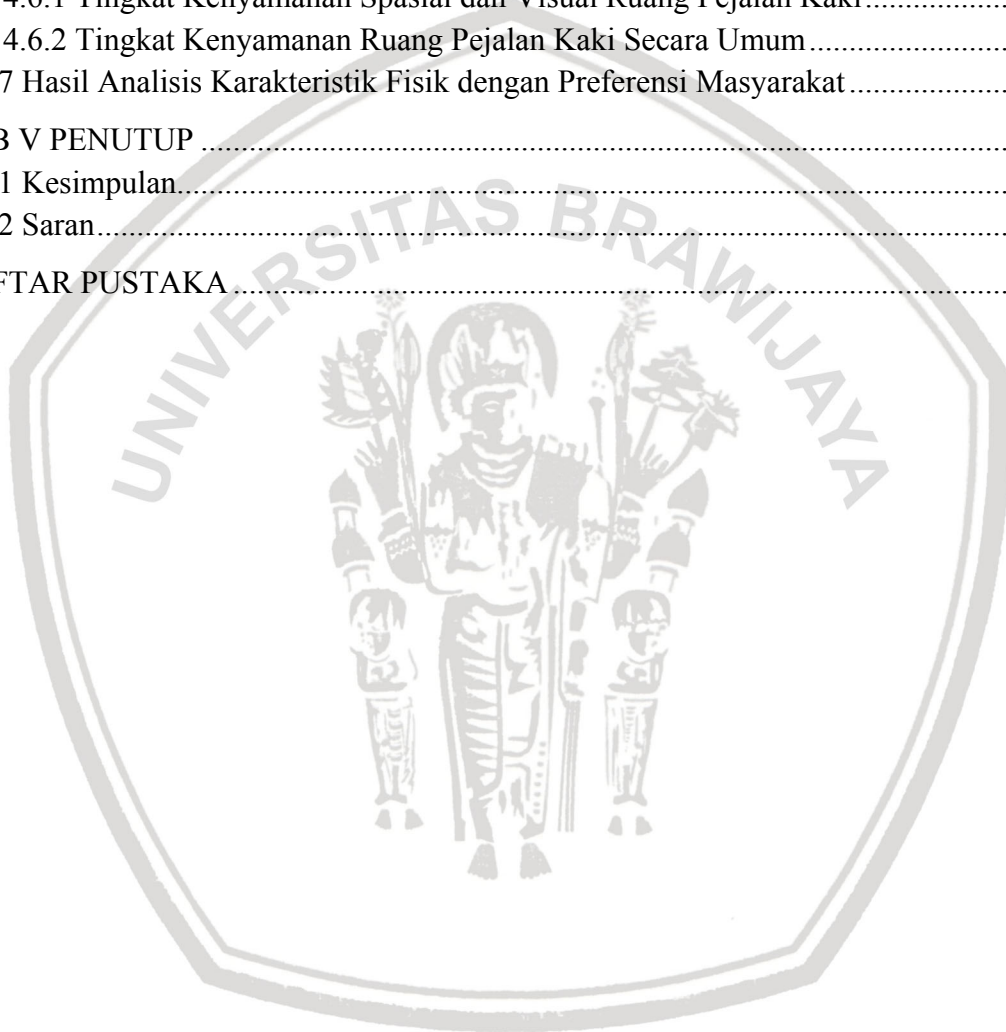 4.6.1 Tingkat Kenyamanan Spasial dan Visual Ruang Pejalan Kaki....................
4.6.2 Tingkat Kenyamanan Ruang Pejalan Kaki Secara Umum....................
7 Hasil Analisis Karakteristik Fisik dengan Preferensi Masyarakat....................
B V PENUTUP....................
1 Kesimpulan....................
2 Saran....................
FTAR PUSTAKA....................
UNIVERSITAS BRAWIJAYA